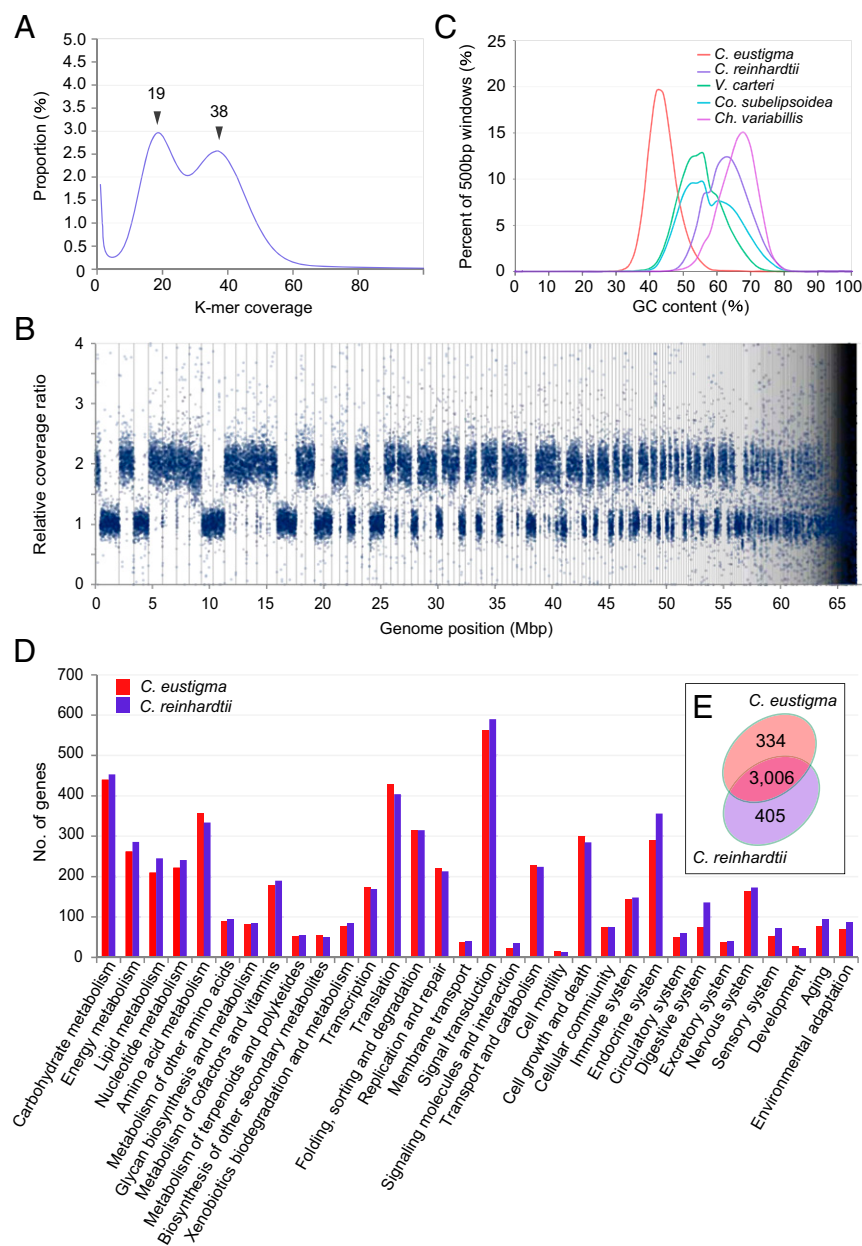 A
5.0
4.5
4.0
3.5
3.0
2.5
2.0
1.5
1.0
0.5
0
Proportion (%)
19
38
20
40
60
80
K-mer coverage
C
25
20
15
10
5
0
Percent of 500bp windows (%)
C. eustigma
C. reinhardtii
V. carteri
Co. subelipsoidea
Ch. variabillis
0 10 20 30 40 50 60 70 80 90 100
GC content (%)
B
4
3
2
1
0
Relative coverage ratio
0 5 10 15 20 25 30 35 40 45 50 55 60 65
Genome position (Mbp)
D
700
600
500
400
300
200
100
0
No. of genes
C. eustigma
C. reinhardtii
E
C. eustigma
334
3,006
405
C. reinhardtii
Carbohydrate metabolism
Energy metabolism
Lipid metabolism
Nucleotide metabolism
Amino acid metabolism
Metabolism of other amino acids
Glycan biosynthesis and metabolism
Metabolism of cofactors and vitamins
Metabolism of terpenoids and polyketides
Biosynthesis of other secondary metabolites
Xenobiotics biodegradation and metabolism
Transcription
Translation
Folding, sorting and degradation
Replication and repair
Membrane transport
Signal transduction
Signaling molecules and interaction
Transport and catabolism
Cell motility
Cell growth and death
Cellular commiunity
Immune system
Endocrine system
Circulatory system
Digestive system
Excretory system
Nervous system
Sensory system
Development
Aging
Environmental adaptation